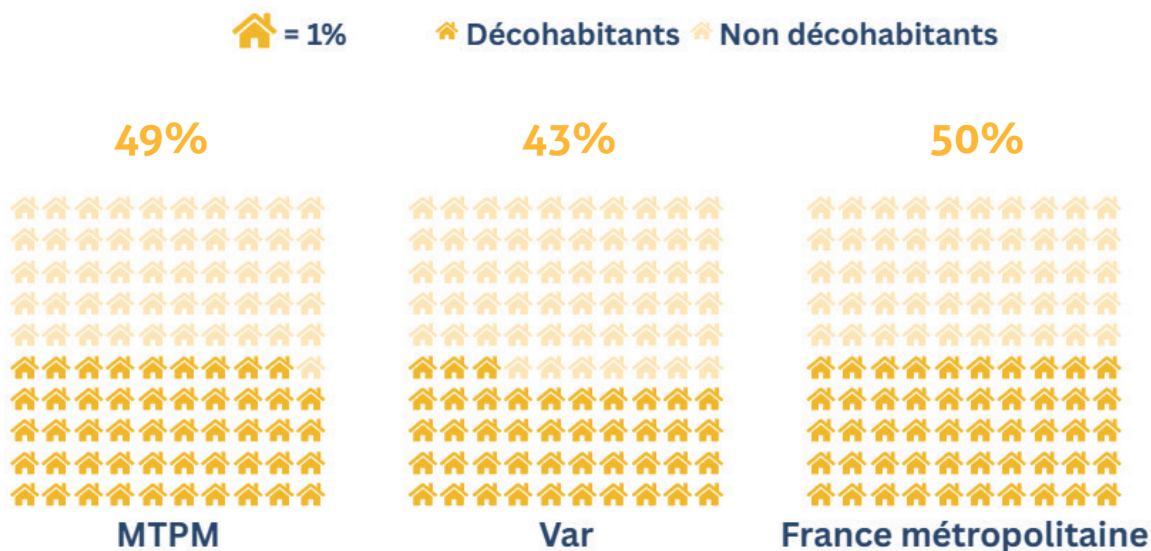 = 1% Décohabitants Non décohabitants
49% 43% 50%
MTPM Var France métropolitaine